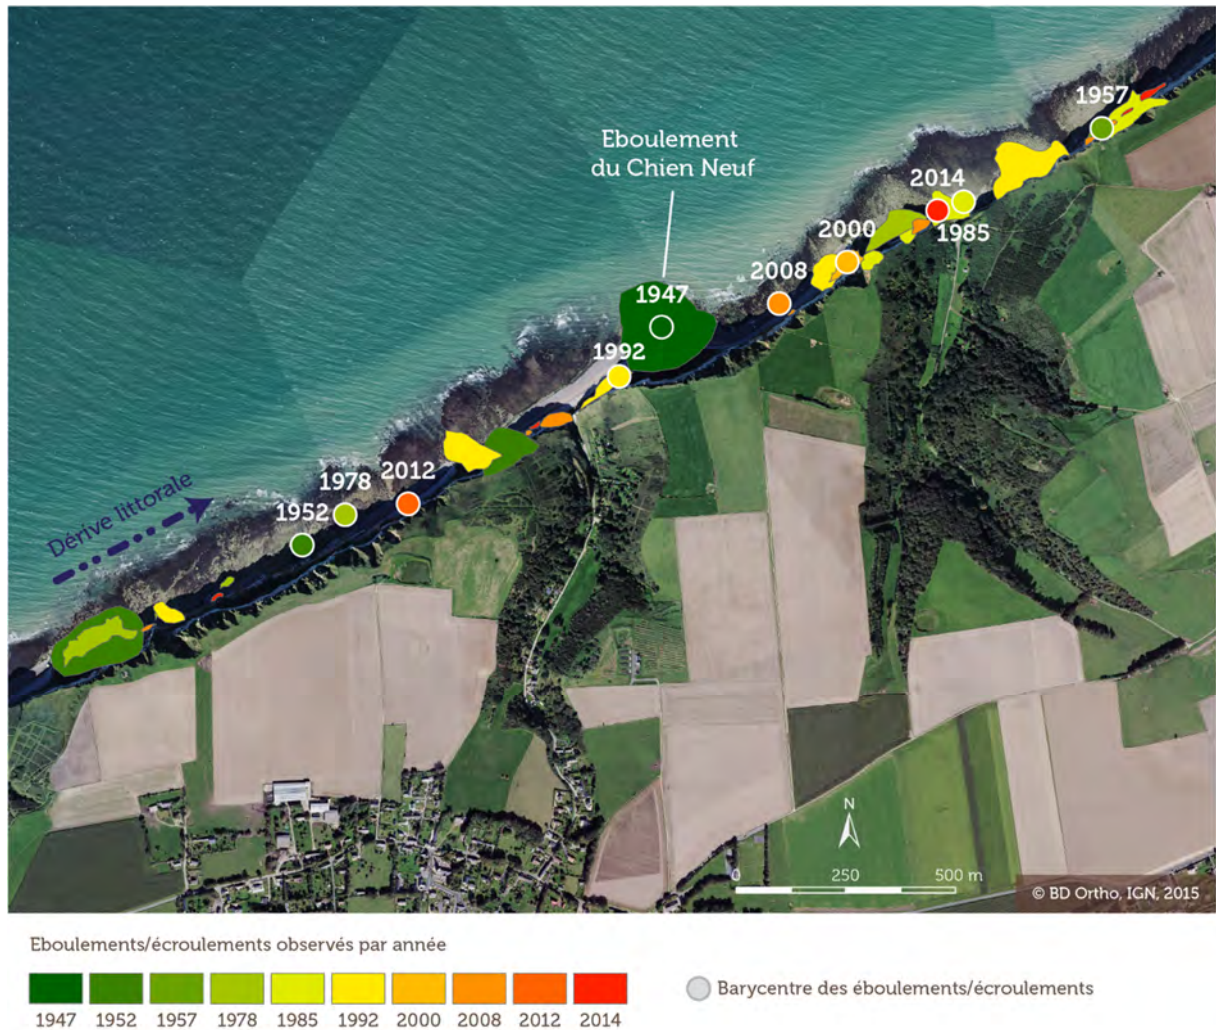 1957
Eboulement
du Chien Neuf
2014
2000
1985
2008
1947
1992
2012
1978
1952
Dérive littorale
N
0 250 500 m
© BD Ortho, IGN, 2015
Eboulements/écroulements observés par année
1947 1952 1957 1978 1985 1992 2000 2008 2012 2014
Barycentre des éboulements/écroulements